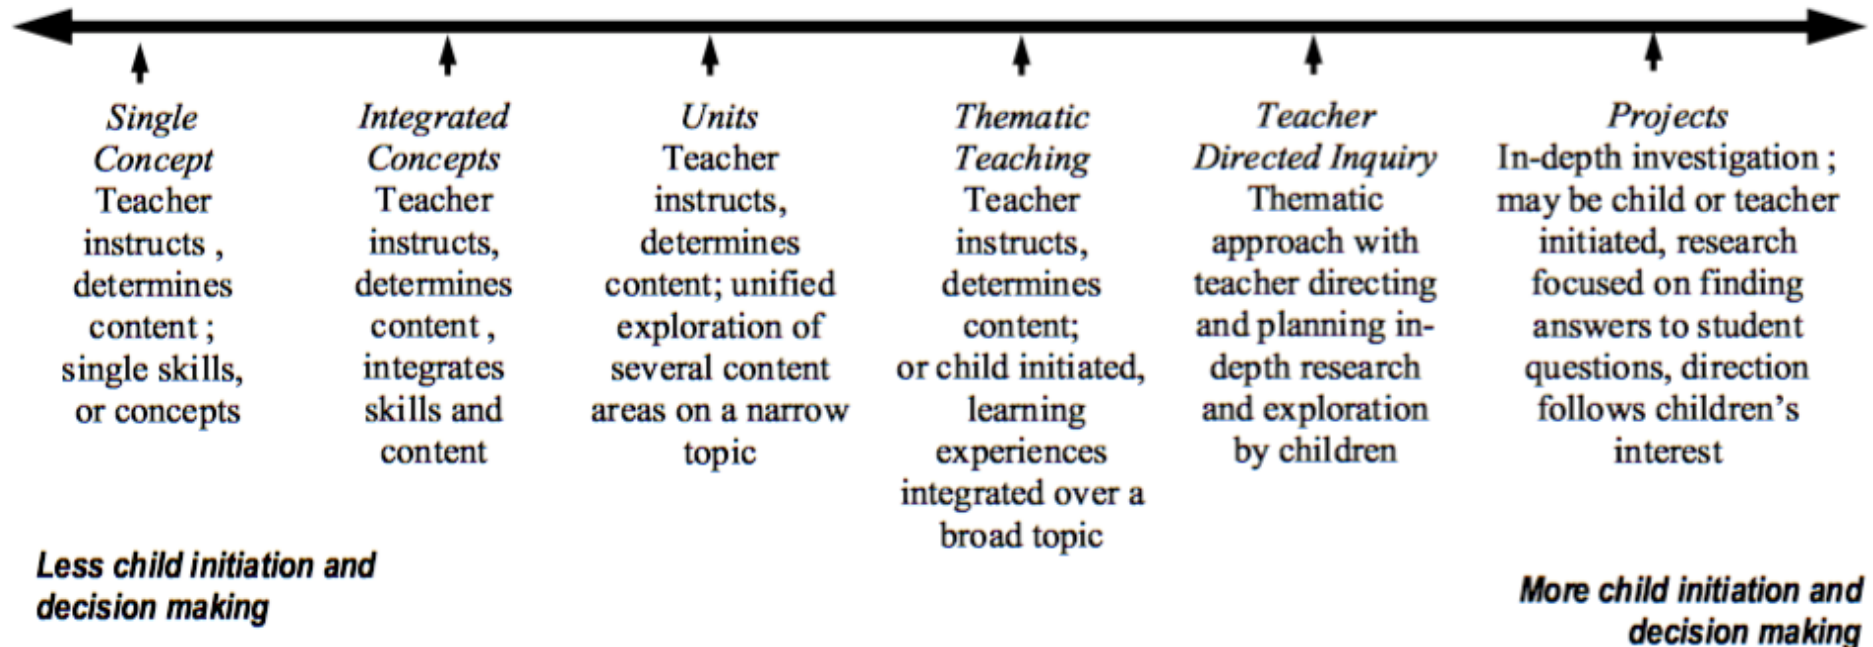 Single
Concept
Teacher
instructs ,
determines
content ;
single skills,
or concepts
Integrated
Concepts
Teacher
instructs,
determines
content ,
integrates
skills and
content
Units
Teacher
instructs,
determines
content; unified
exploration of
several content
areas on a narrow
topic
Thematic
Teaching
Teacher
instructs,
determines
content;
or child initiated,
learning
experiences
integrated over a
broad topic
Teacher
Directed Inquiry
Thematic
approach with
teacher directing
and planning in-
depth research
and exploration
by children
Projects
In-depth investigation ;
may be child or teacher
initiated, research
focused on finding
answers to student
questions, direction
follows children's
interest
Less child initiation and
decision making
More child initiation and
decision making